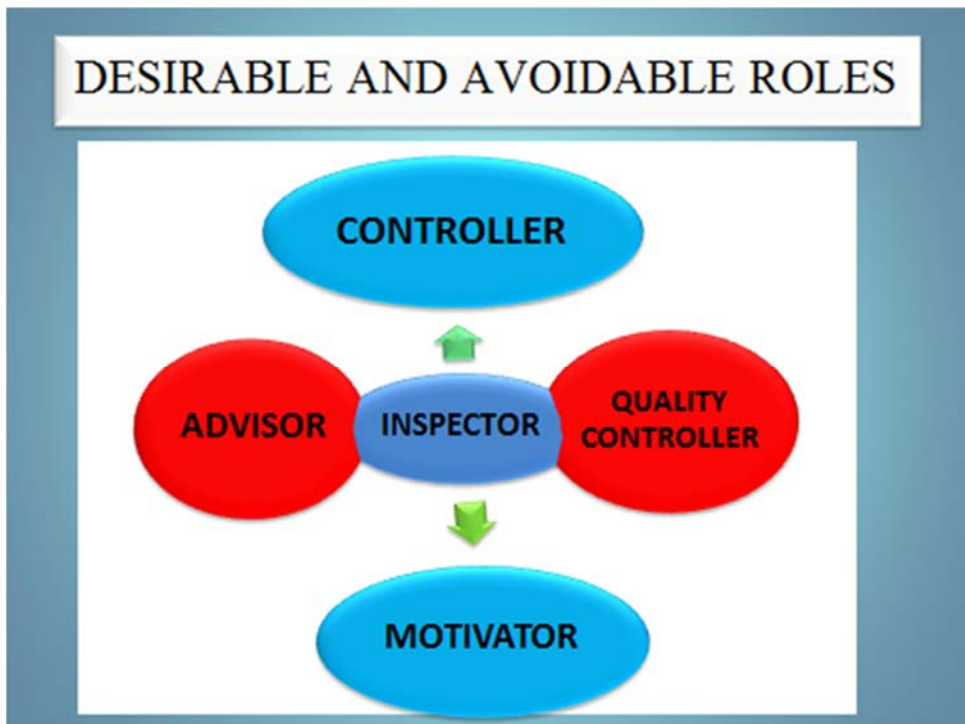 DESIRABLE AND AVOIDABLE ROLES
CONTROLLER
ADVISOR
INSPECTOR
QUALITY
CONTROLLER
MOTIVATOR